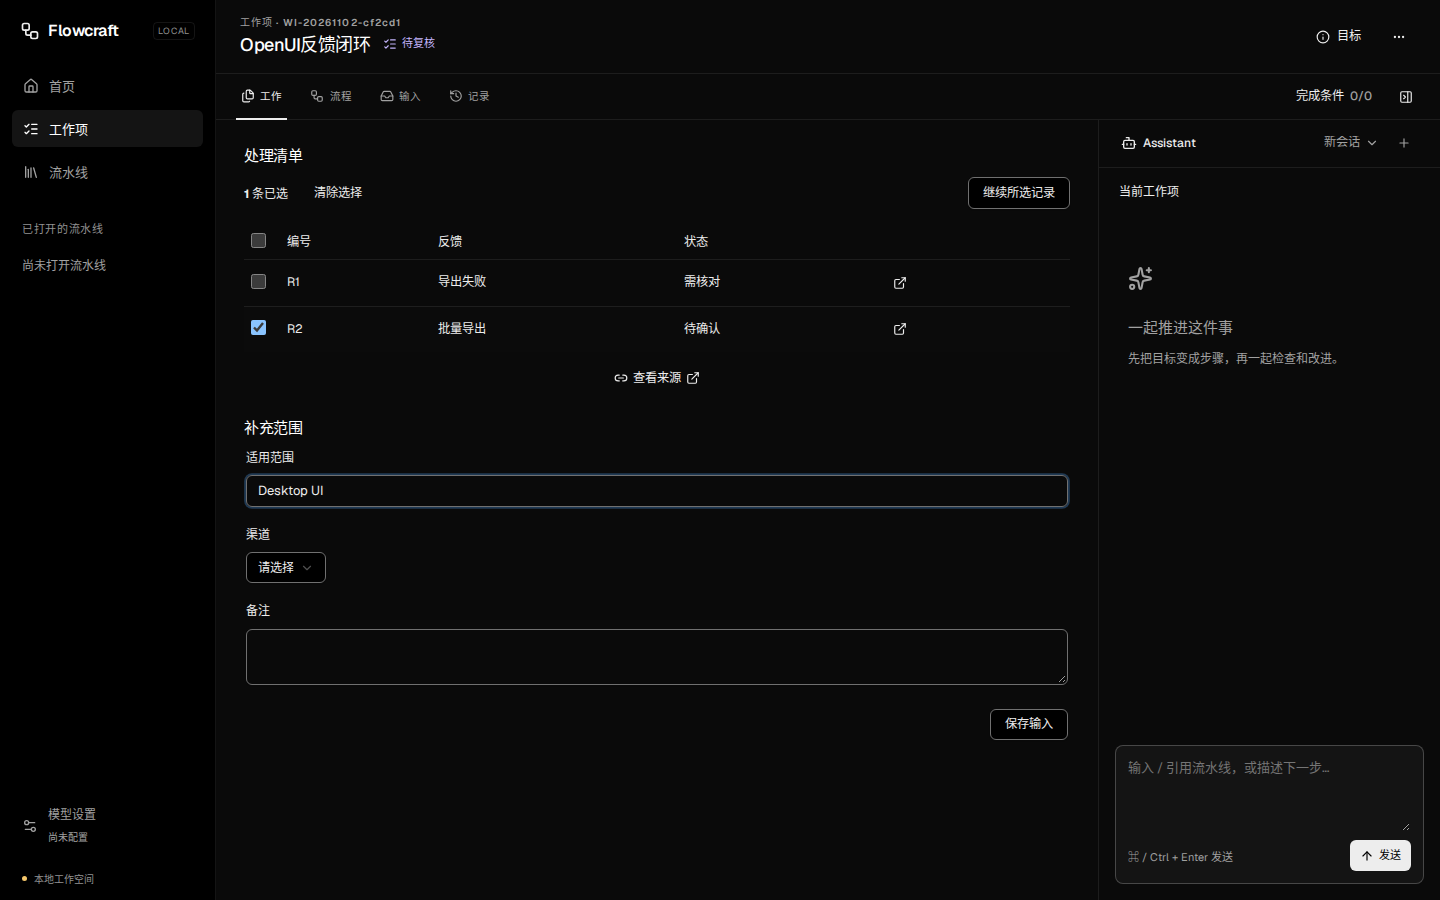 Flowcraft
LOCAL
首页
工作项
流水线
已打开的流水线
尚未打开流水线
模型设置
尚未配置
本地工作空间
工作项 · WI-20261102-cf2cd1
OpenUI反馈闭环
待复核
目标
工作
流程
输入
记录
完成条件 0/0
处理清单
1 条已选
清除选择
继续所选记录
编号
反馈
状态
R1
导出失败
需核对
R2
批量导出
待确认
查看来源
补充范围
适用范围
Desktop UI
渠道
请选择
备注
保存输入
Assistant
新会话
当前工作项
一起推进这件事
先把目标变成步骤，再一起检查和改进。
输入 / 引用流水线，或描述下一步...
⌘ / Ctrl + Enter 发送
发送